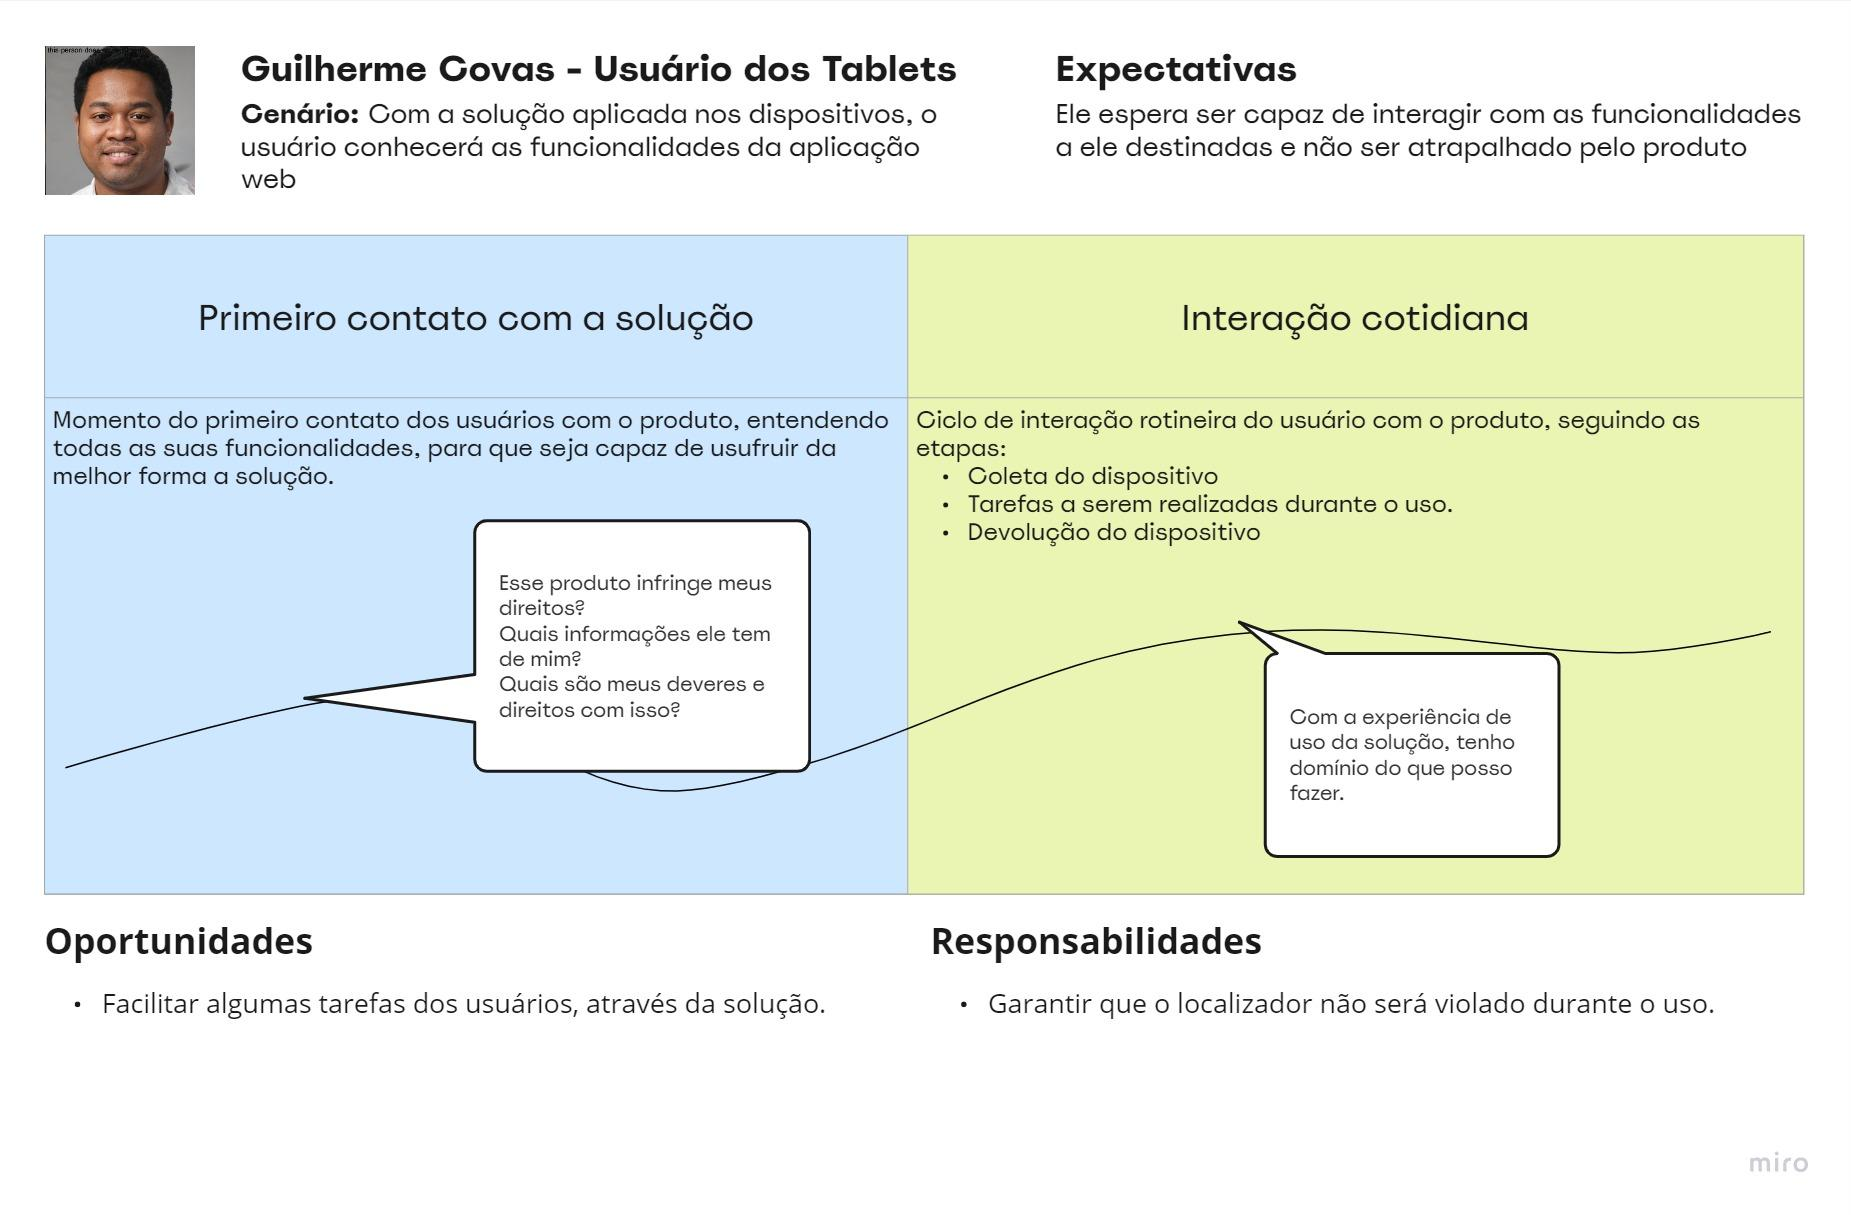 this-person-does
Guilherme Covas - Usuário dos Tablets
Cenário: Com a solução aplicada nos dispositivos, o
usuário conhecerá as funcionalidades da aplicação
web
Expectativas
Ele espera ser capaz de interagir com as funcionalidades
a ele destinadas e não ser atrapalhado pelo produto
Primeiro contato com a solução
Interação cotidiana
Momento do primeiro contato dos usuários com o produto, entendendo
todas as suas funcionalidades, para que seja capaz de usufruir da
melhor forma a solução.
Esse produto infringe meus
direitos?
Quais informações ele tem
de mim?
Quais são meus deveres e
direitos com isso?
Ciclo de interação rotineira do usuário com o produto, seguindo as
etapas:
• Coleta do dispositivo
• Tarefas a serem realizadas durante o uso.
• Devolução do dispositivo
Com a experiência de
uso da solução, tenho
domínio do que posso
fazer.
Oportunidades
• Facilitar algumas tarefas dos usuários, através da solução.
Responsabilidades
• Garantir que o localizador não será violado durante o uso.
miro